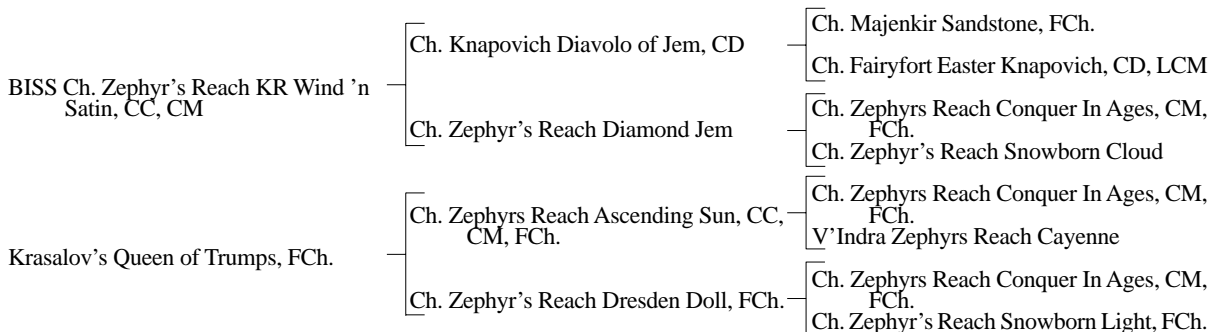 BISS Ch. Zephyr’s Reach KR Wind ’n
Satin, CC, CM
Ch. Knapovich Diavolo of Jem, CD
Ch. Majenkir Sandstone, FCh.
Ch. Fairyfort Easter Knapovich, CD, LCM
Ch. Zephyr’s Reach Diamond Jem
Ch. Zephyrs Reach Conquer In Ages, CM,
FCh.
Ch. Zephyr’s Reach Snowborn Cloud
Krasalov’s Queen of Trumps, FCh.
Ch. Zephyrs Reach Ascending Sun, CC,
CM, FCh.
Ch. Zephyrs Reach Conquer In Ages, CM,
FCh.
V’Indra Zephyrs Reach Cayenne
Ch. Zephyr’s Reach Dresden Doll, FCh.
Ch. Zephyrs Reach Conquer In Ages, CM,
FCh.
Ch. Zephyr’s Reach Snowborn Light, FCh.